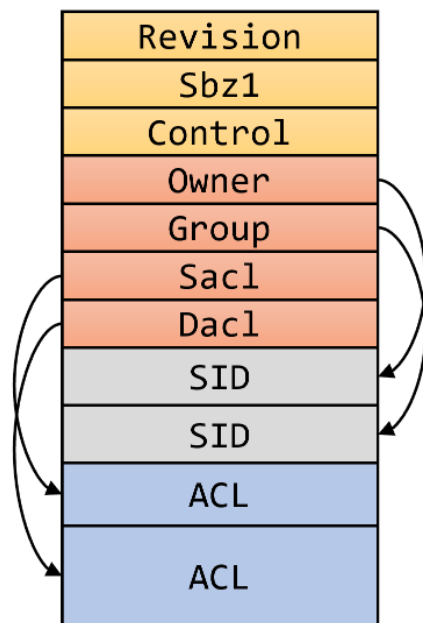 Revision
Sbz1
Control
Owner
Group
Sacl
Dacl
SID
SID
ACL
ACL